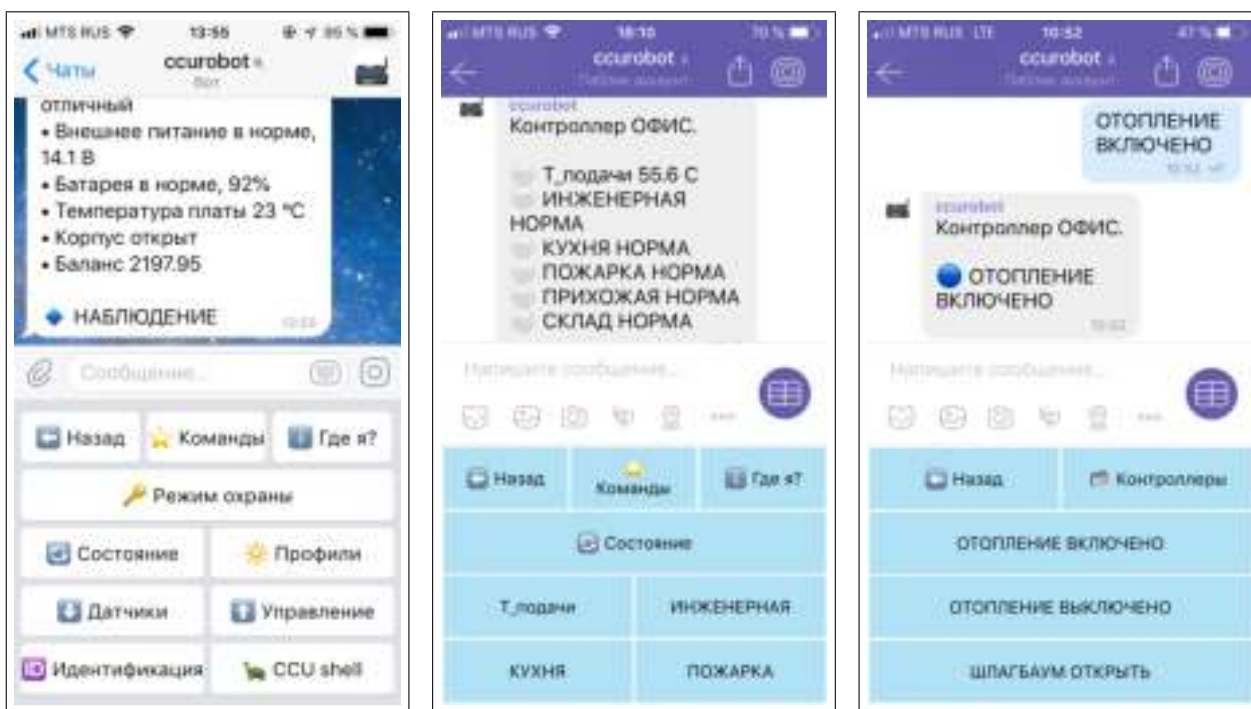 MTS RUS
13:55
Чаты
ccurobot
Бот
отличный
• Внешнее питание в норме,
14.1 В
• Батарея в норме, 92%
• Температура платы 23 °C
• Корпус открыт
• Баланс 2197.95
НАБЛЮДЕНИЕ
Сообщение...
Назад
Команды
Где я?
Режим охраны
Состояние
Профили
Датчики
Управление
Идентификация
CCU shell
MTS RUS
70 %
ccurobot
ccurobot
Контроллер ОФИС.
Т_подачи 55.6 С
ИНЖЕНЕРНАЯ
НОРМА
КУХНЯ НОРМА
ПОЖАРКА НОРМА
ПРИХОЖАЯ НОРМА
СКЛАД НОРМА
Напишите сообщение...
Назад
Команды
Где я?
Состояние
Т_подачи
ИНЖЕНЕРНАЯ
КУХНЯ
ПОЖАРКА
MTS RUS LTE
10:52
ccurobot
ОТОПЛЕНИЕ
ВКЛЮЧЕНО
10:52
ccurobot
Контроллер ОФИС.
ОТОПЛЕНИЕ
ВКЛЮЧЕНО
10:52
Напишите сообщение...
Назад
Контроллеры
ОТОПЛЕНИЕ ВКЛЮЧЕНО
ОТОПЛЕНИЕ ВЫКЛЮЧЕНО
ШЛАГБАУМ ОТКРЫТЬ